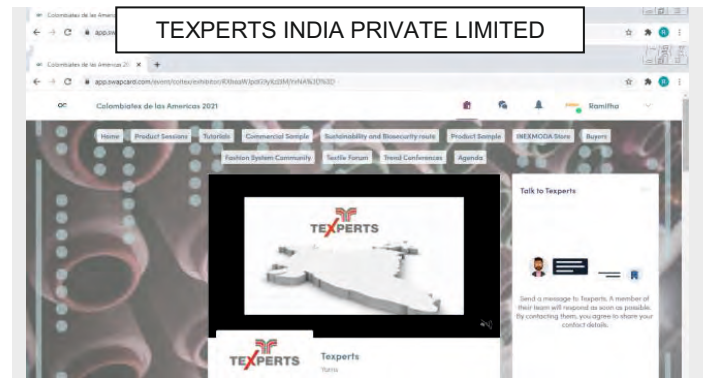 TEXPERTS INDIA PRIVATE LIMITED
Colombiatex de las Americas 2021
Ramitha
Home
Product Sessions
Tutorials
Commercial Sample
Sustainability and Biosecurity route
Product Sample
INEXMODA Store
Buyers
Fashion System Community
Textile Forum
Trend Conferences
Agenda
TEXPERTS
Talk to Texperts
Send a message to Texperts. A member of
their team will respond as soon as possible.
By contacting them, you agree to share your
contact details.
TEXPERTS
Texperts
Yarns